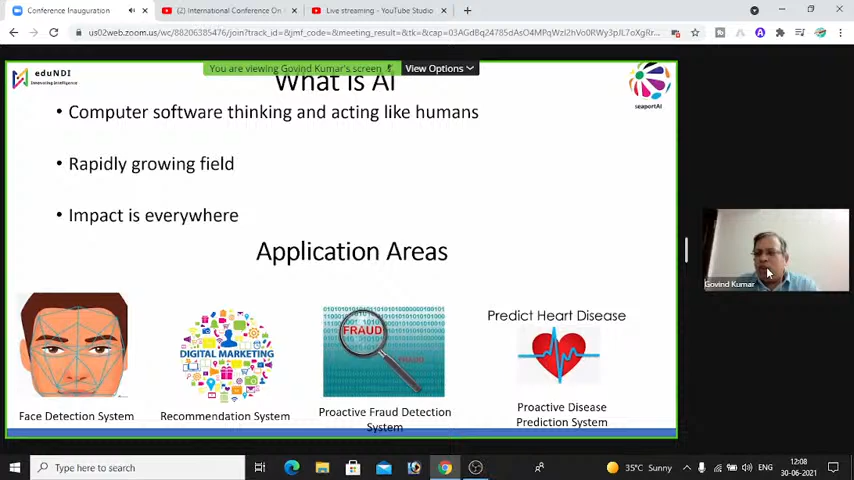 Conference Inauguration
(2) International Conference On
Live streaming - YouTube Studio
eduNDI
You are viewing Govind Kumar's screen
View Options
What is AI
seaportAI
• Computer software thinking and acting like humans
• Rapidly growing field
• Impact is everywhere
Application Areas
Govind Kumar
FRAUD
DIGITAL MARKETING
Predict Heart Disease
Face Detection System
Recommendation System
Proactive Fraud Detection
System
Proactive Disease
Prediction System
Type here to search
35°C Sunny
ENG
12:08
30-06-2021